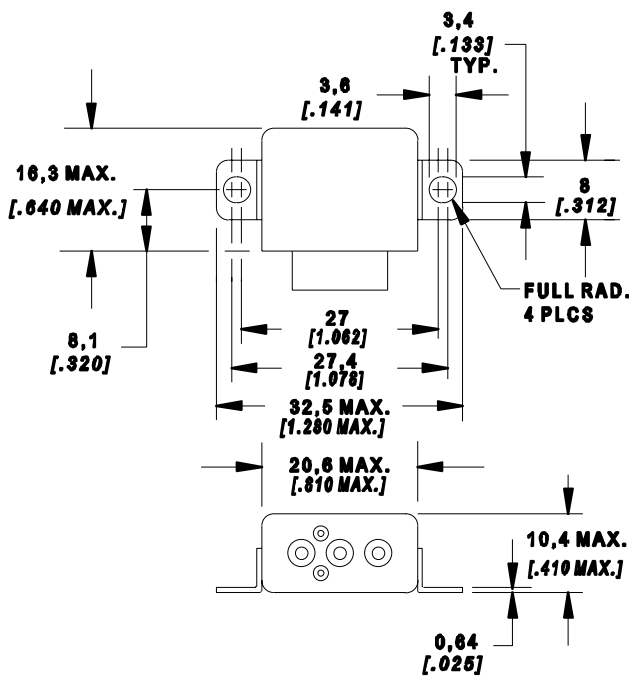 3,4
[.133]
TYP.
3,6
[.141]
16,3 MAX.
[.640 MAX.]
8
[.312]
FULL RAD.
4 PLCS
8,1
[.320]
27
[1.062]
27,4
[1.078]
32,5 MAX.
[1.280 MAX.]
20,6 MAX.
[.810 MAX.]
10,4 MAX.
[.410 MAX.]
0,64
[.025]